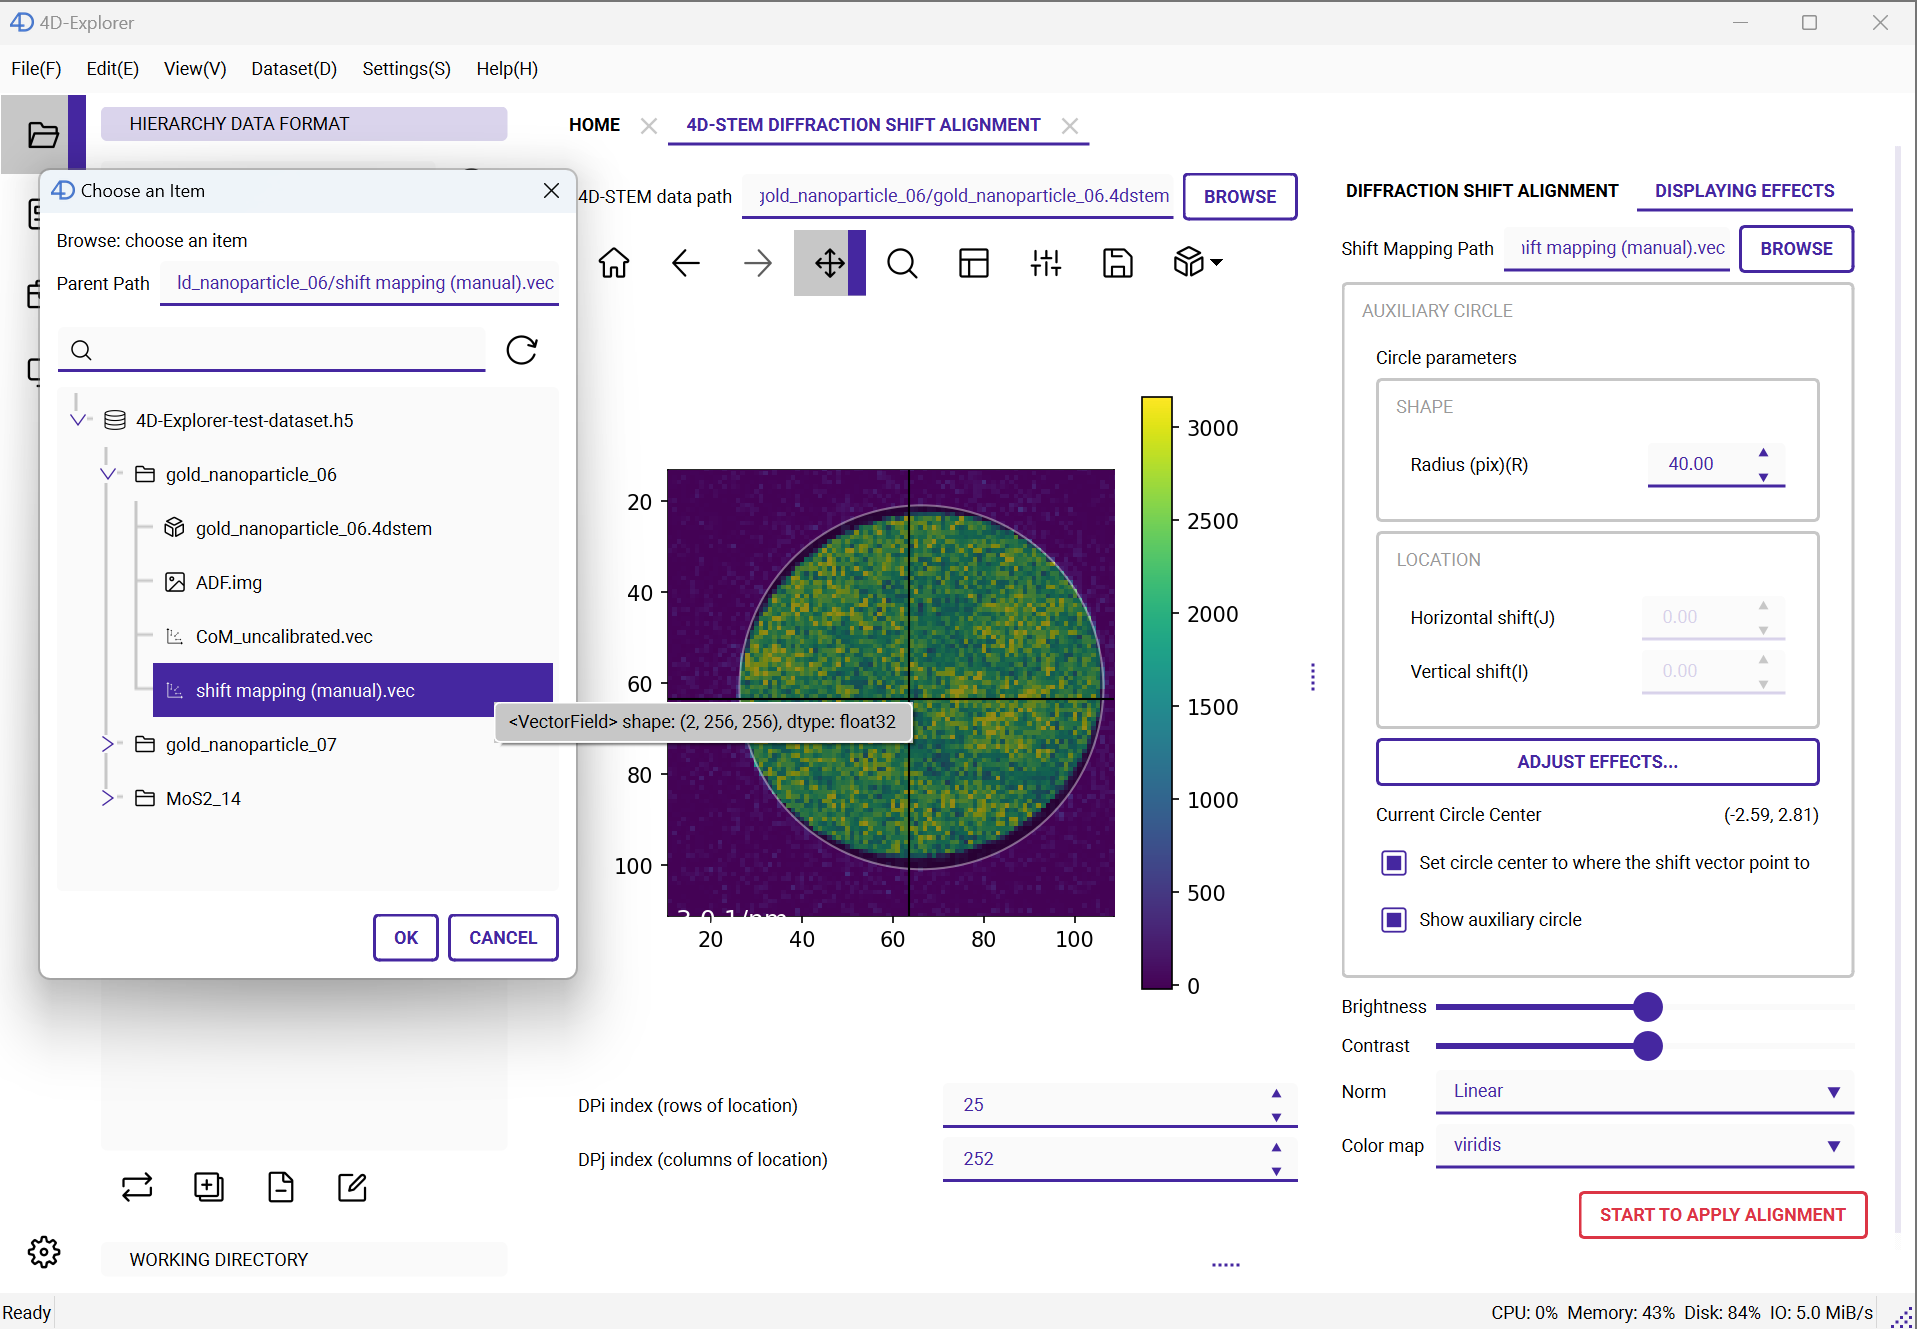 4D-Explorer
File(F) Edit(E) View(V) Dataset(D) Settings(S) Help(H)
HIERARCHY DATA FORMAT
HOME
4D-STEM DIFFRACTION SHIFT ALIGNMENT
Choose an Item
Browse: choose an item
Parent Path ld_nanoparticle_06/shift mapping (manual).vec
4D-Explorer-test-dataset.h5
gold_nanoparticle_06
gold_nanoparticle_06.4dstem
ADF.img
CoM_uncalibrated.vec
shift mapping (manual).vec
<VectorField> shape: (2, 256, 256), dtype: float32
gold_nanoparticle_07
MoS2_14
OK
CANCEL
4D-STEM data path gold_nanoparticle_06/gold_nanoparticle_06.4dstem BROWSE
20
40
60
80
100
20 40 60 80 100
3000
2500
2000
1500
1000
500
0
DPi index (rows of location) 25
DPj index (columns of location) 252
DIFFRACTION SHIFT ALIGNMENT
DISPLAYING EFFECTS
Shift Mapping Path ift mapping (manual).vec BROWSE
AUXILIARY CIRCLE
Circle parameters
SHAPE
Radius (pix)(R) 40.00
LOCATION
Horizontal shift(J) 0.00
Vertical shift(I) 0.00
ADJUST EFFECTS...
Current Circle Center (-2.59, 2.81)
Set circle center to where the shift vector point to
Show auxiliary circle
Brightness
Contrast
Norm Linear
Color map viridis
START TO APPLY ALIGNMENT
WORKING DIRECTORY
Ready
CPU: 0% Memory: 43% Disk: 84% IO: 5.0 MiB/s